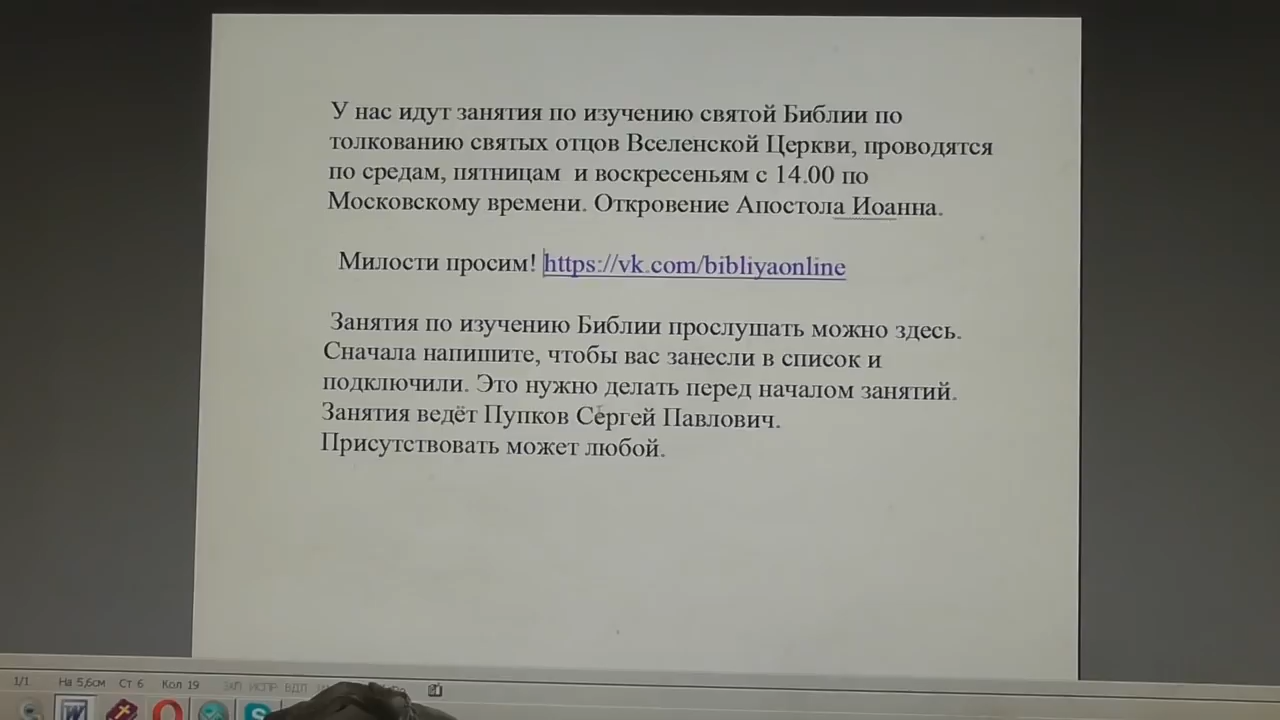 У нас идут занятия по изучению святой Библии по
толкованию святых отцов Вселенской Церкви, проводятся
по средам, пятницам и воскресеньям с 14.00 по
Московскому времени. Откровение Апостола Иоанна.
Милости просим! https://vk.com/bibliyaonline
Занятия по изучению Библии прослушать можно здесь.
Сначала напишите, чтобы вас занесли в список и
подключили. Это нужно делать перед началом занятий.
Занятия ведёт Пупков Сергей Павлович.
Присутствовать может любой.
1/1 На 5,6см Ст 6 Кол 19 ЗАП ИСПР ВДЛ